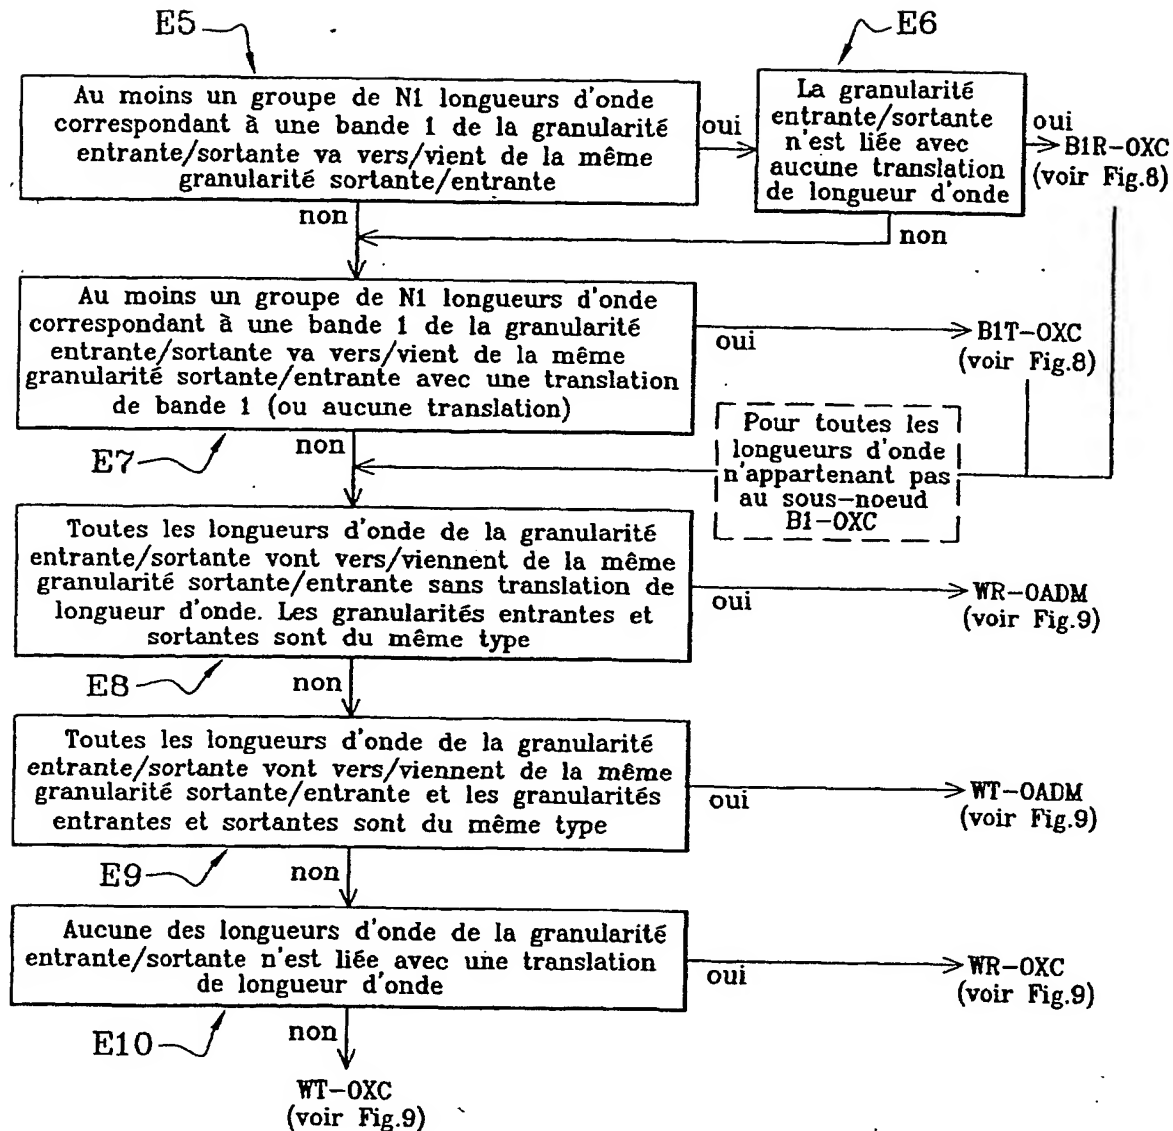 E5
E6
Au moins un groupe de N1 longueurs d'onde
correspondant à une bande 1 de la granularité
entrante/sortante va vers/vient de la même
granularité sortante/entrante
oui
La granularité
entrante/sortante
n'est liée avec
aucune translation
de longueur d'onde
oui
B1R-OXC
(voir Fig.8)
non
non
Au moins un groupe de N1 longueurs d'onde
correspondant à une bande 1 de la granularité
entrante/sortante va vers/vient de la même
granularité sortante/entrante avec une translation
de bande 1 (ou aucune translation)
oui
B1T-OXC
(voir Fig.8)
E7
non
Pour toutes les
longueurs d'onde
n'appartenant pas
au sous-noeud
B1-OXC
Toutes les longueurs d'onde de la granularité
entrante/sortante vont vers/viennent de la même
granularité sortante/entrante sans translation de
longueur d'onde. Les granularités entrantes et
sortantes sont du même type
oui
WR-OADM
(voir Fig.9)
E8
non
Toutes les longueurs d'onde de la granularité
entrante/sortante vont vers/viennent de la même
granularité sortante/entrante et les granularités
entrantes et sortantes sont du même type
oui
WT-OADM
(voir Fig.9)
E9
non
Aucune des longueurs d'onde de la granularité
entrante/sortante n'est liée avec une translation
de longueur d'onde
oui
WR-OXC
(voir Fig.9)
E10
non
WT-OXC
(voir Fig.9)